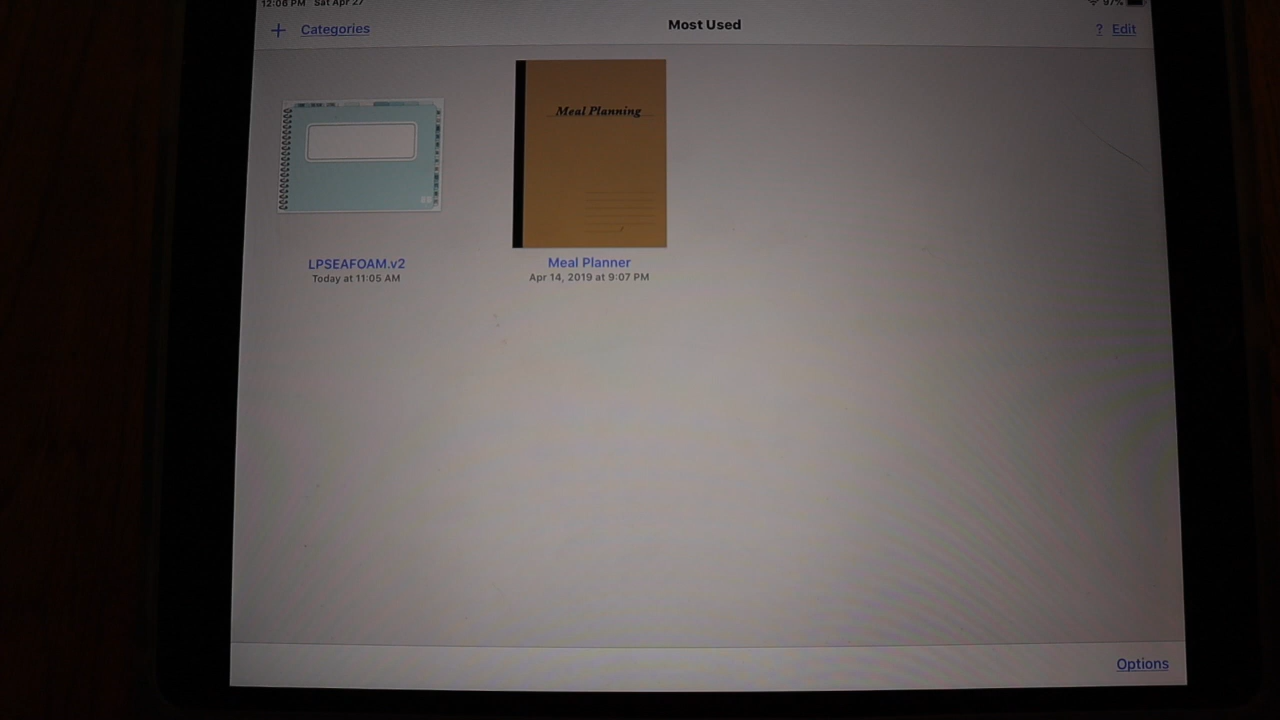 12:06 PM Sat Apr 27
97%
+ Categories
Most Used
? Edit
Meal Planning
LPSEAFOAM.v2
Today at 11:05 AM
Meal Planner
Apr 14, 2019 at 9:07 PM
Options